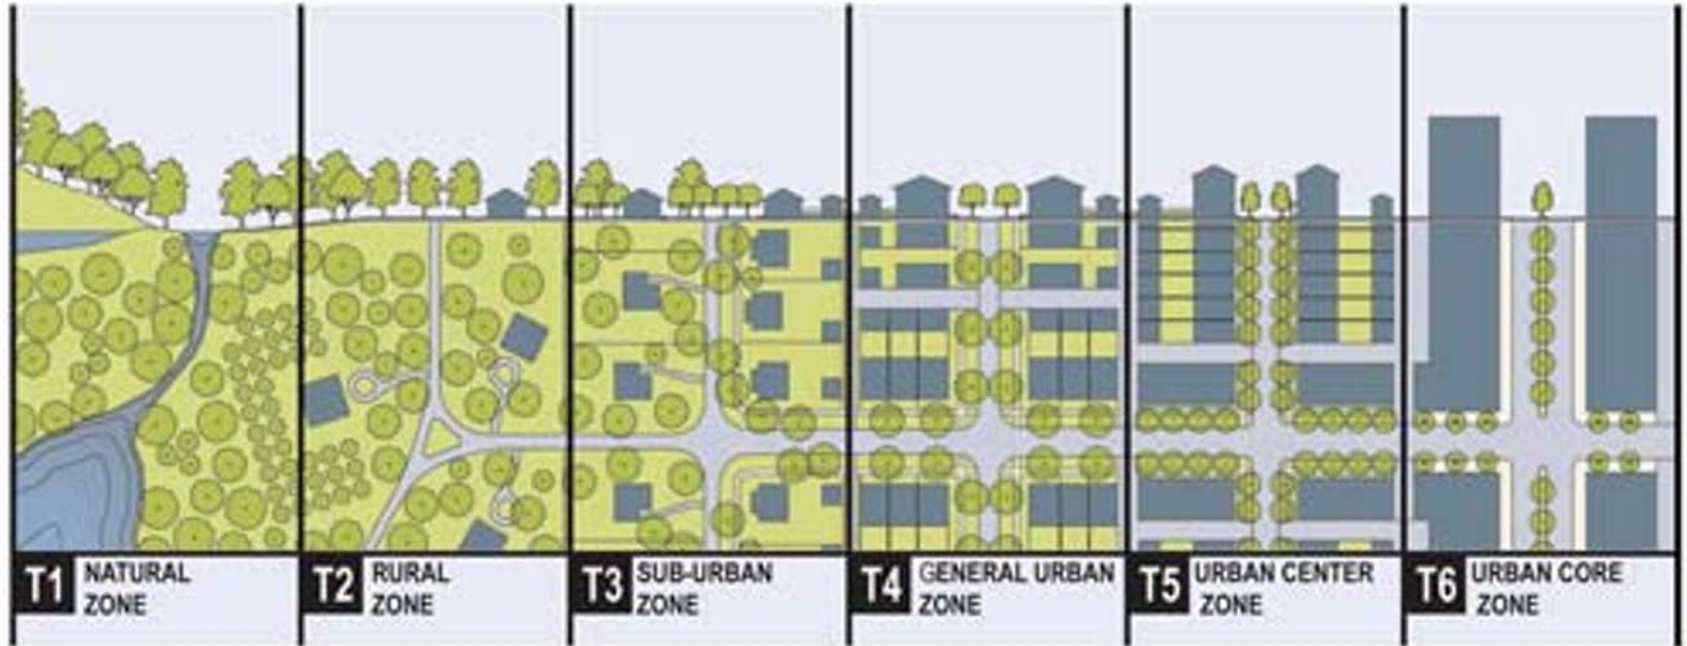 T1 NATURAL
ZONE
T2 RURAL
ZONE
T3 SUB-URBAN
ZONE
T4 GENERAL URBAN
ZONE
T5 URBAN CENTER
ZONE
T6 URBAN CORE
ZONE